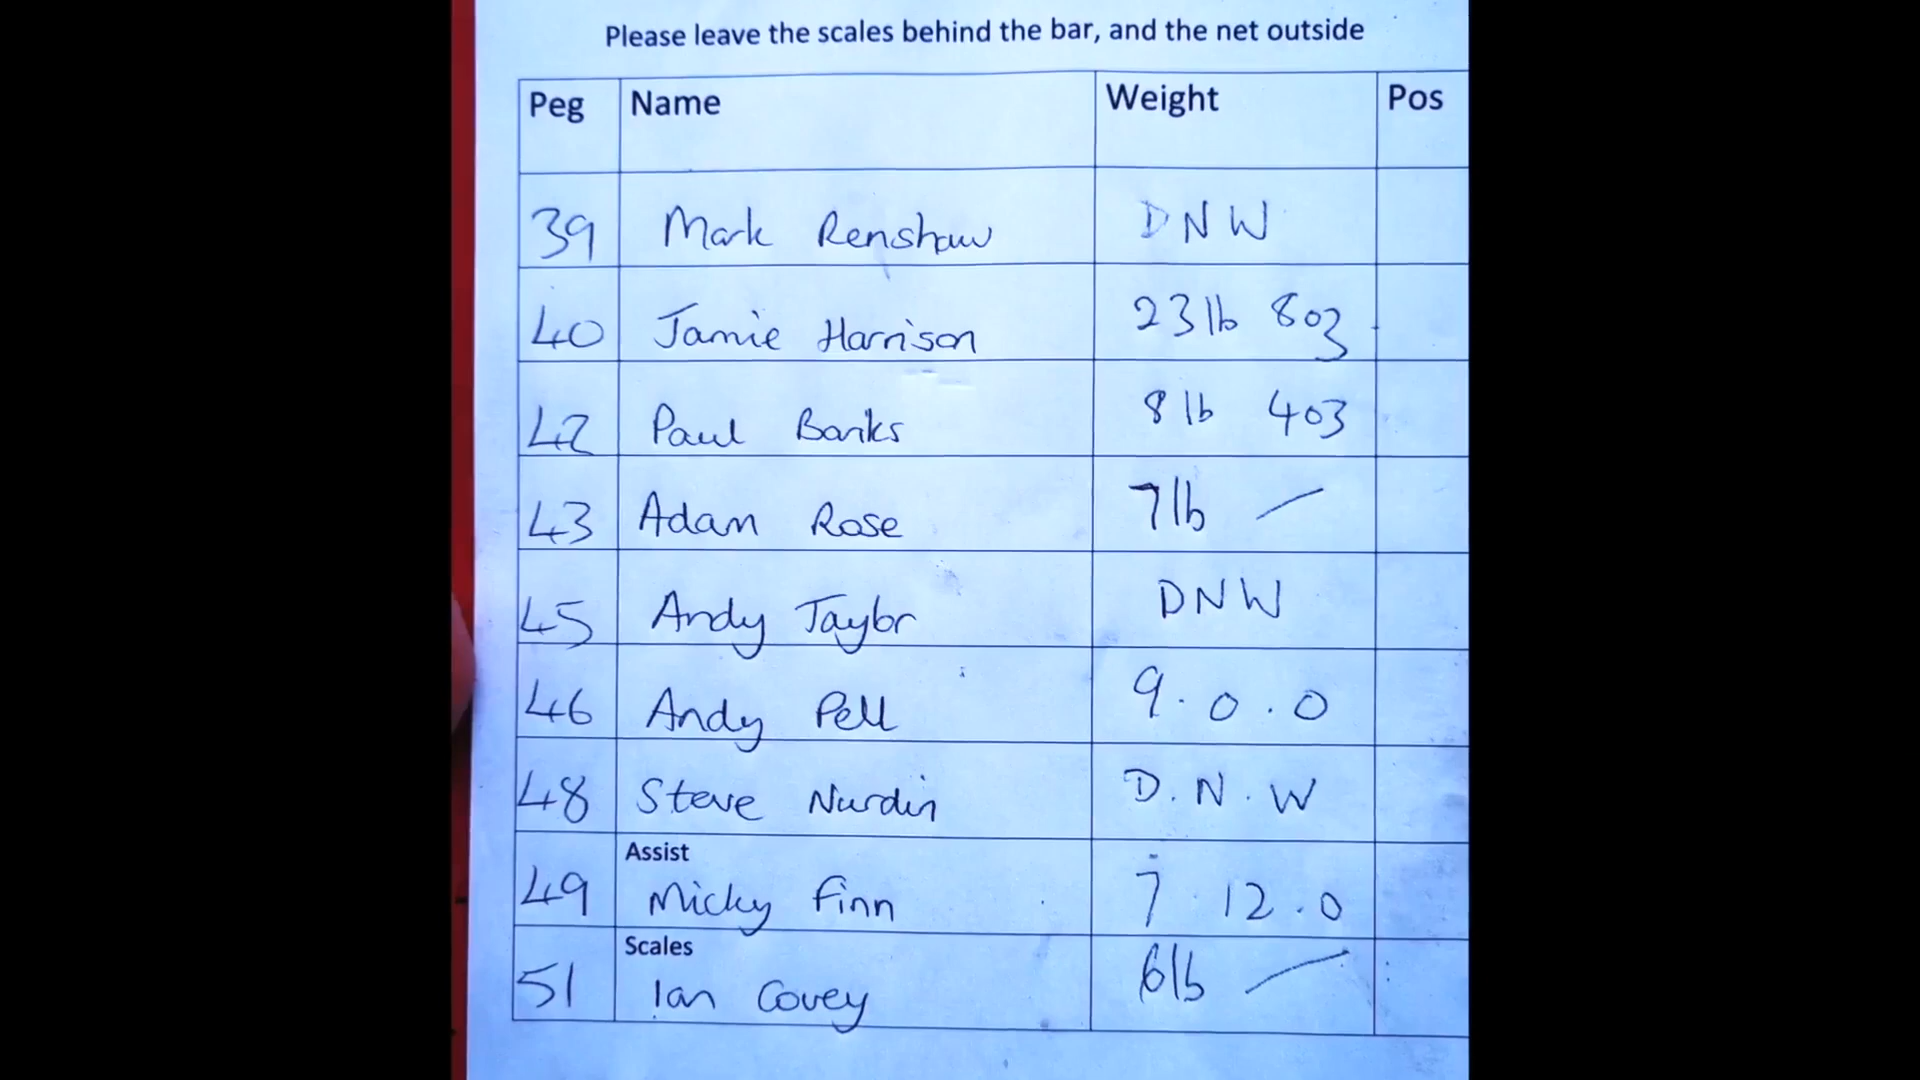 Please leave the scales behind the bar, and the net outside
Peg Name Weight Pos
39 Mark Renshaw DNW
40 Jamie Harrison 23lb 8oz
42 Paul Banks 8lb 4oz
43 Adam Rose 7lb —
45 Andy Taylor DNW
46 Andy Pell 9.0.0
48 Steve Nurdin D.N.W
Assist
49 Micky Finn 7 12.0
Scales
51 Ian Covey 6lb —